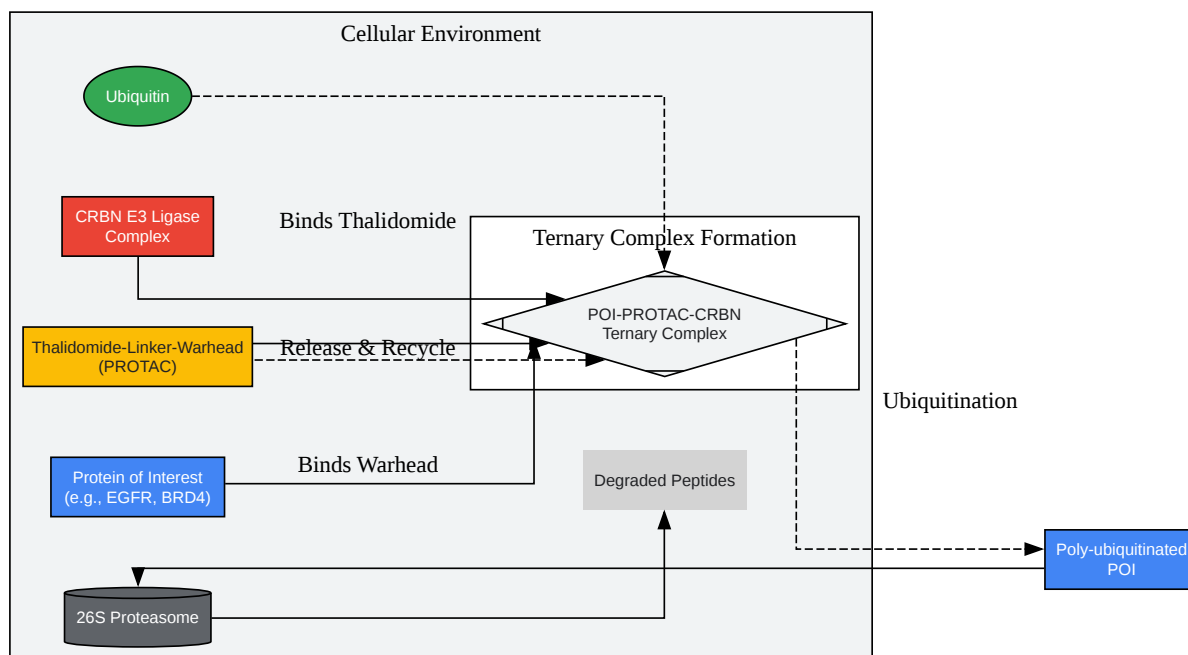 Cellular Environment
Ubiquitin
CRBN E3 Ligase
Complex
Binds Thalidomide
Ternary Complex Formation
POI-PROTAC-CRBN
Ternary Complex
Thalidomide-Linker-Warhead
(PROTAC)
Release & Recycle
Ubiquitination
Binds Warhead
Protein of Interest
(e.g., EGFR, BRD4)
Degraded Peptides
Poly-ubiquitinated
POI
26S Proteasome